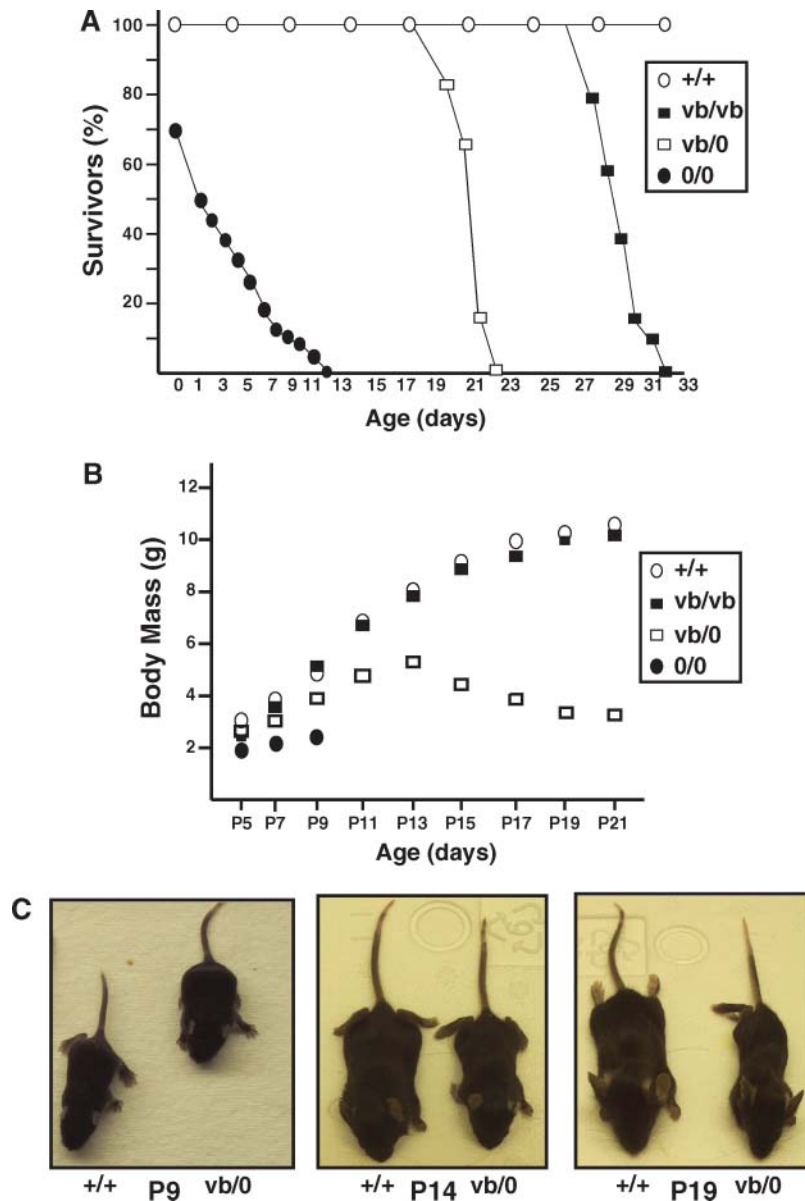 A
100
80
60
40
20
Survivors (%)
0 1 3 5 7 9 11 13 15 17 19 21 23 25 27 29 31 33
Age (days)
+/+
vb/vb
vb/0
0/0
B
12
10
8
6
4
2
Body Mass (g)
P5 P7 P9 P11 P13 P15 P17 P19 P21
Age (days)
+/+
vb/vb
vb/0
0/0
C
+/+ P9 vb/0
+/+ P14 vb/0
+/+ P19 vb/0